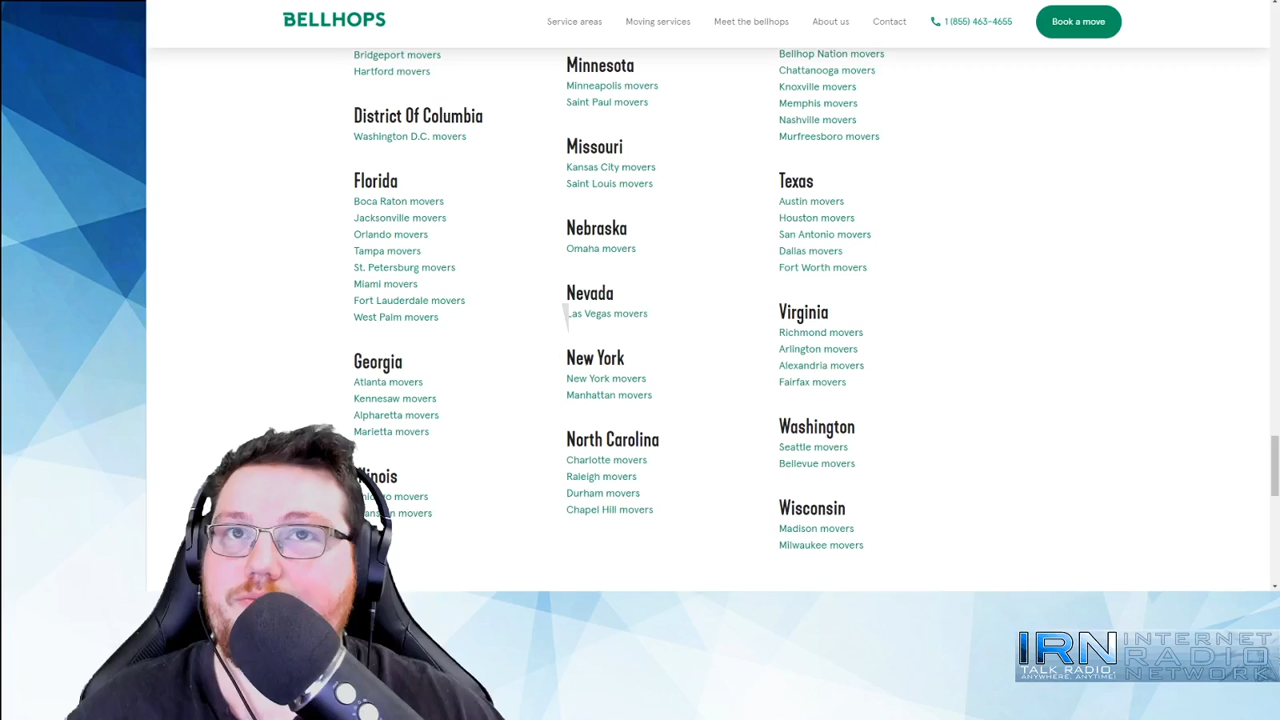 BELLHOPS
Service areas
Moving services
Meet the bellhops
About us
Contact
1 (855) 463-4655
Book a move
Bridgeport movers
Hartford movers
District Of Columbia
Washington D.C. movers
Florida
Boca Raton movers
Jacksonville movers
Orlando movers
Tampa movers
St. Petersburg movers
Miami movers
Fort Lauderdale movers
West Palm movers
Georgia
Atlanta movers
Kennesaw movers
Alpharetta movers
Marietta movers
movers
movers
Minnesota
Minneapolis movers
Saint Paul movers
Missouri
Kansas City movers
Saint Louis movers
Nebraska
Omaha movers
Nevada
Las Vegas movers
New York
New York movers
Manhattan movers
North Carolina
Charlotte movers
Raleigh movers
Durham movers
Chapel Hill movers
Bellhop Nation movers
Chattanooga movers
Knoxville movers
Memphis movers
Nashville movers
Murfreesboro movers
Texas
Austin movers
Houston movers
San Antonio movers
Dallas movers
Fort Worth movers
Virginia
Richmond movers
Arlington movers
Alexandria movers
Fairfax movers
Washington
Seattle movers
Bellevue movers
Wisconsin
Madison movers
Milwaukee movers
IRN
TALK RADIO
ANYWHERE, ANYTIME!
INTERNET
RADIO
NETWORK